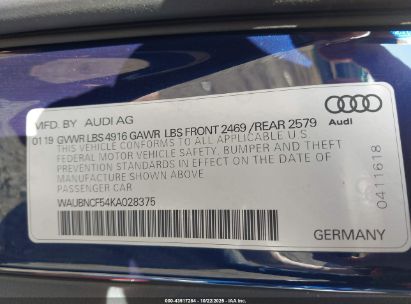 MFD. BY AUDI AG
01 19 GVWR LBS 4916 GAWR LBS FRONT 2469 /REAR 2579
THIS VEHICLE CONFORMS TO ALL APPLICABLE U S
FEDERAL MOTOR VEHICLE SAFETY, BUMPER AND THEFT
PREVENTION STANDARDS IN EFFECT ON THE DATE OF
MANUFACTURE SHOWN ABOVE.
PASSENGER CAR
WAUBNCF54KA028375
Audi
0411618
GERMANY